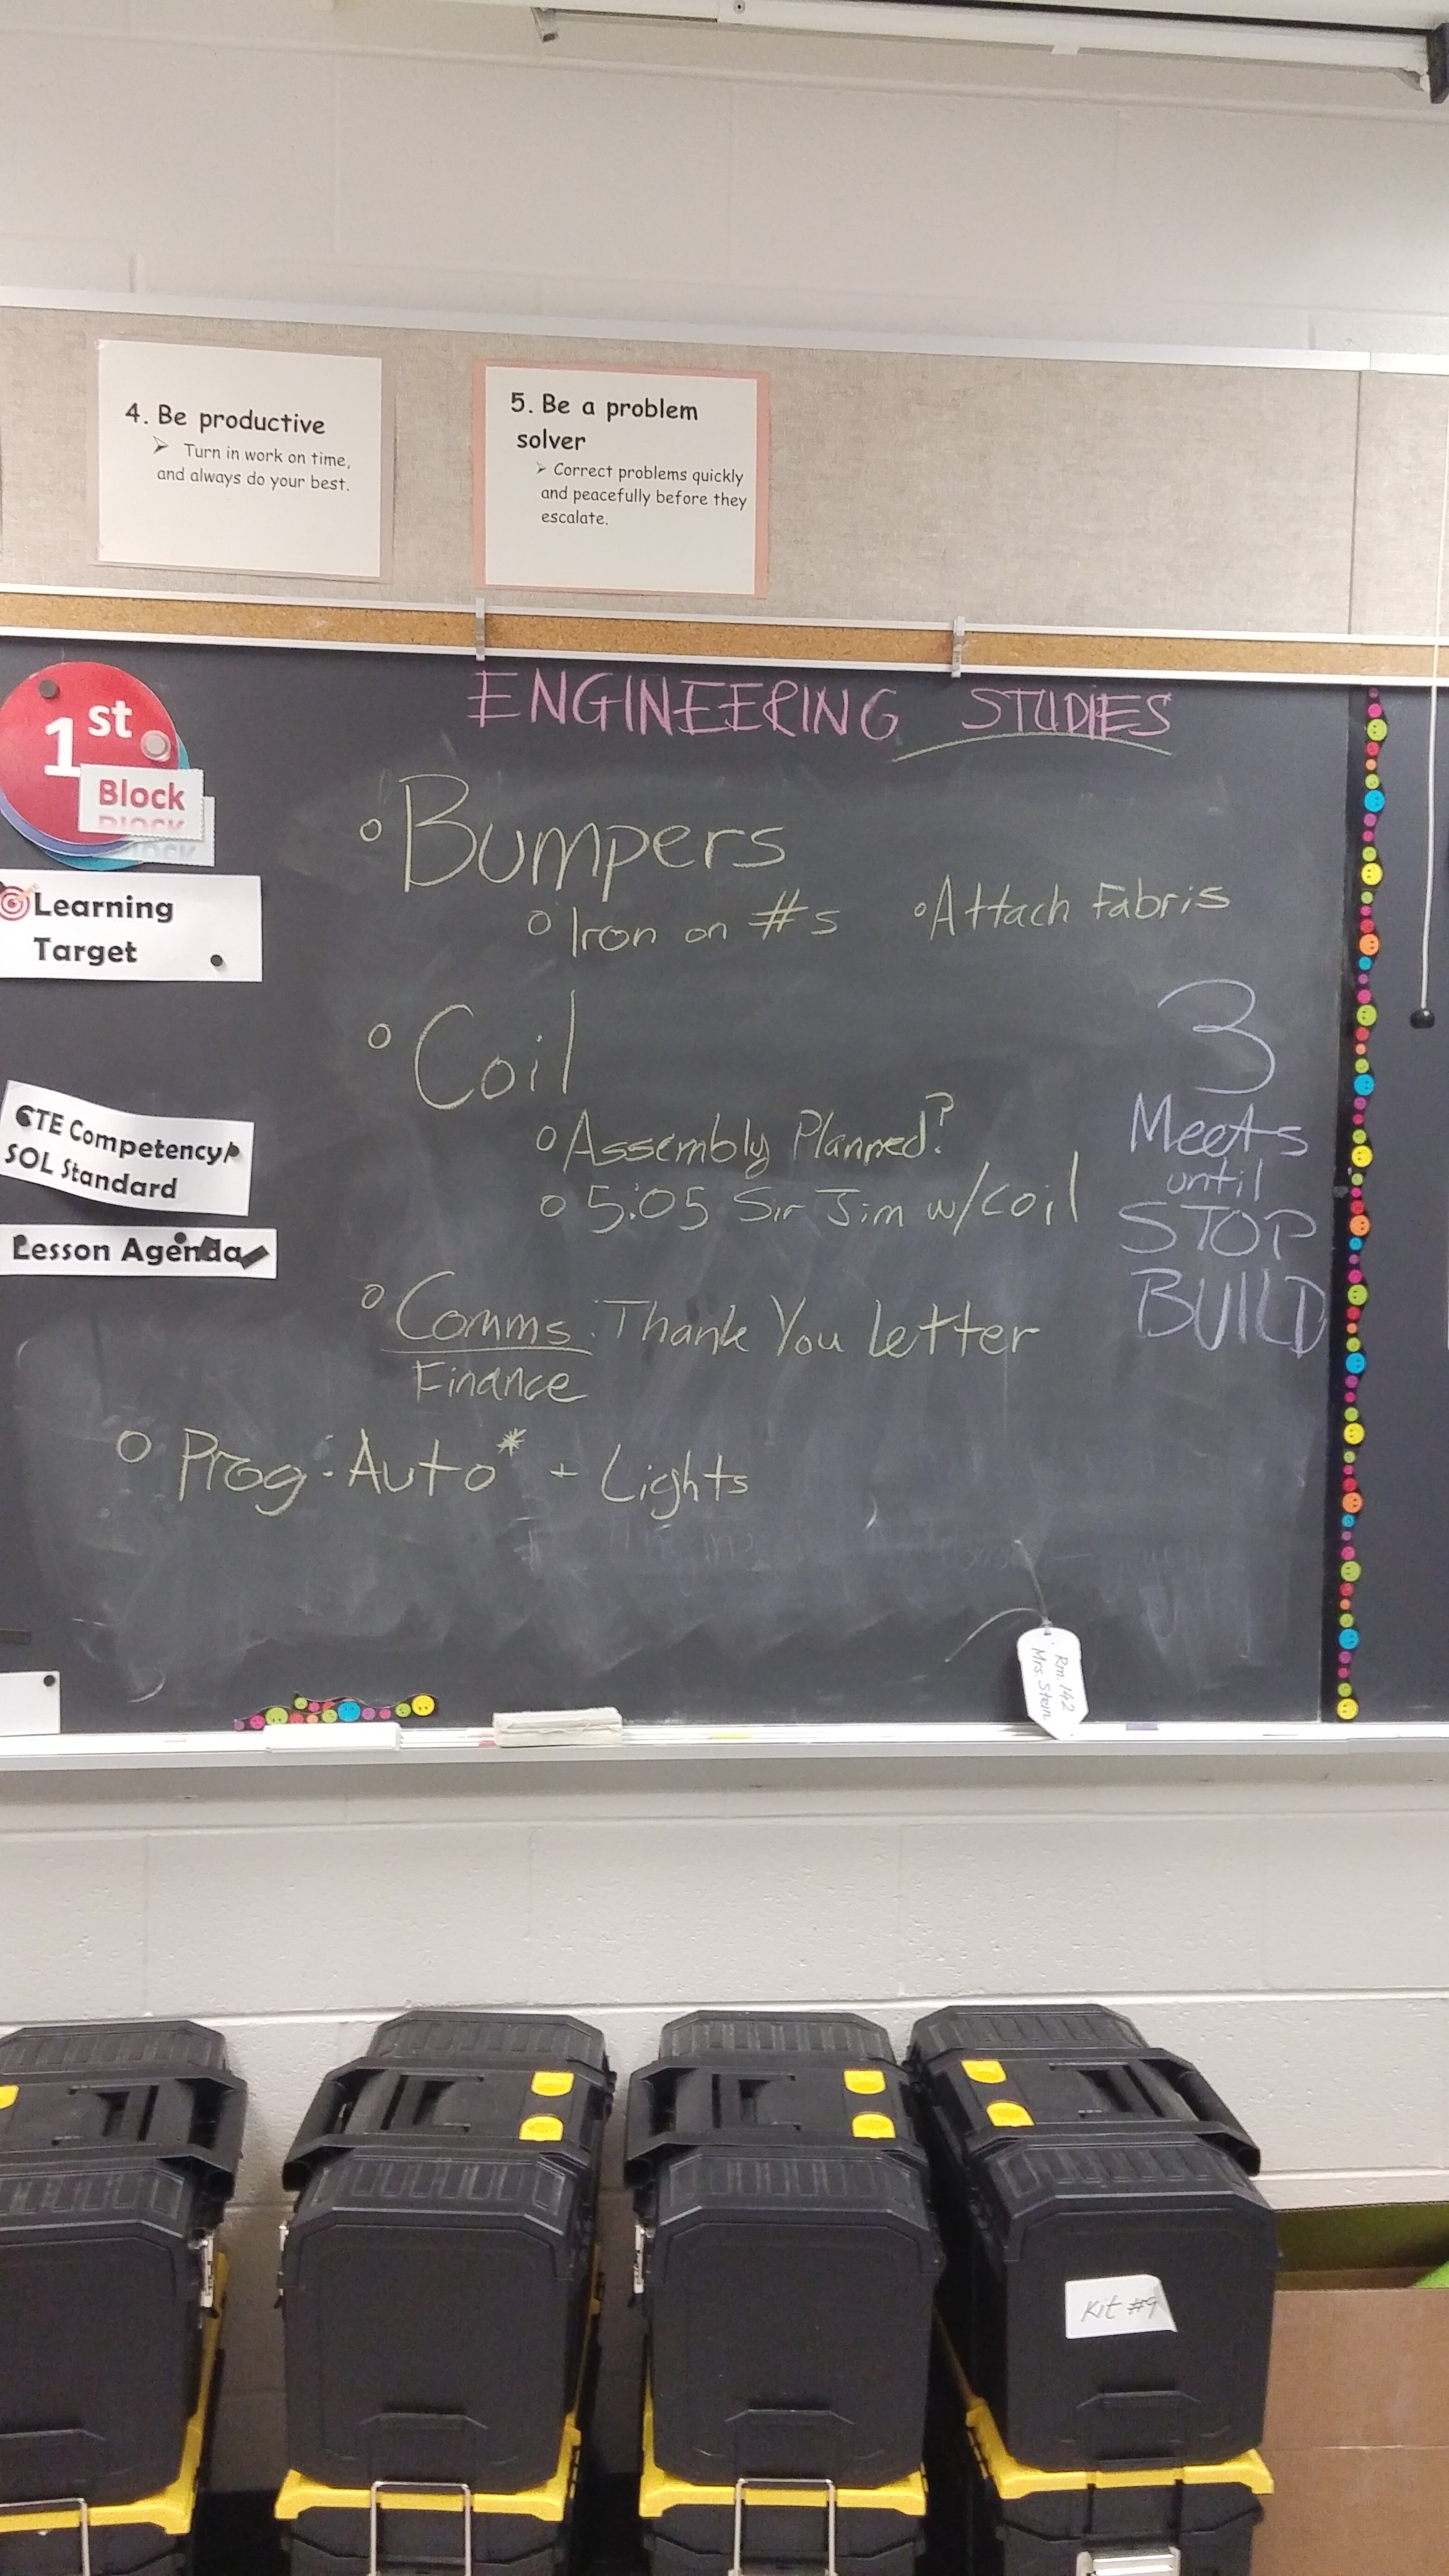 4. Be productive
➢ Turn in work on time,
and always do your best.
5. Be a problem
solver
➢ Correct problems quickly
and peacefully before they
escalate.
1st
Block
Learning
Target
CTE Competency/
SOL Standard
Lesson Agenda
ENGINEERING STUDIES
○ Bumpers
○ Iron on #s ○ Attach Fabris
○ Coil
○ Assembly Planned?
○ 5:05 Sir Jim w/coil
○ Comms: Thank You Letter
Finance
○ Prog: Auto* + Lights
3
Meets
until
STOP
BUILD
Rm. 142
Mrs. Stein
Kit #9